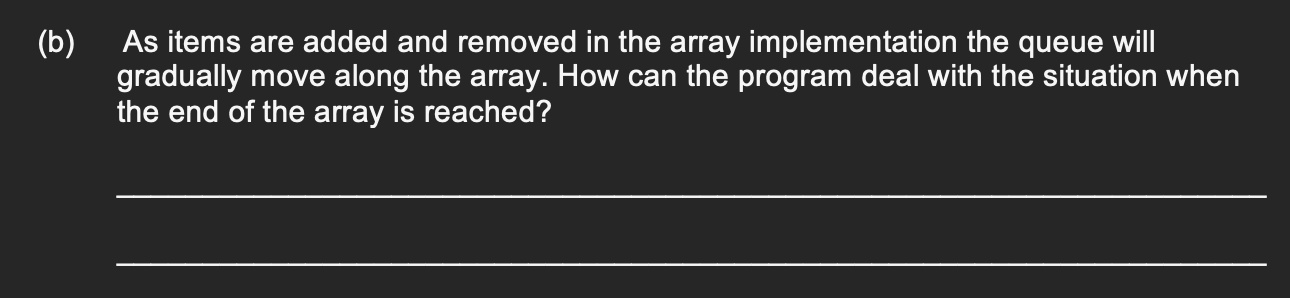 (b) As items are added and removed in the array implementation the queue will
gradually move along the array. How can the program deal with the situation when
the end of the array is reached?